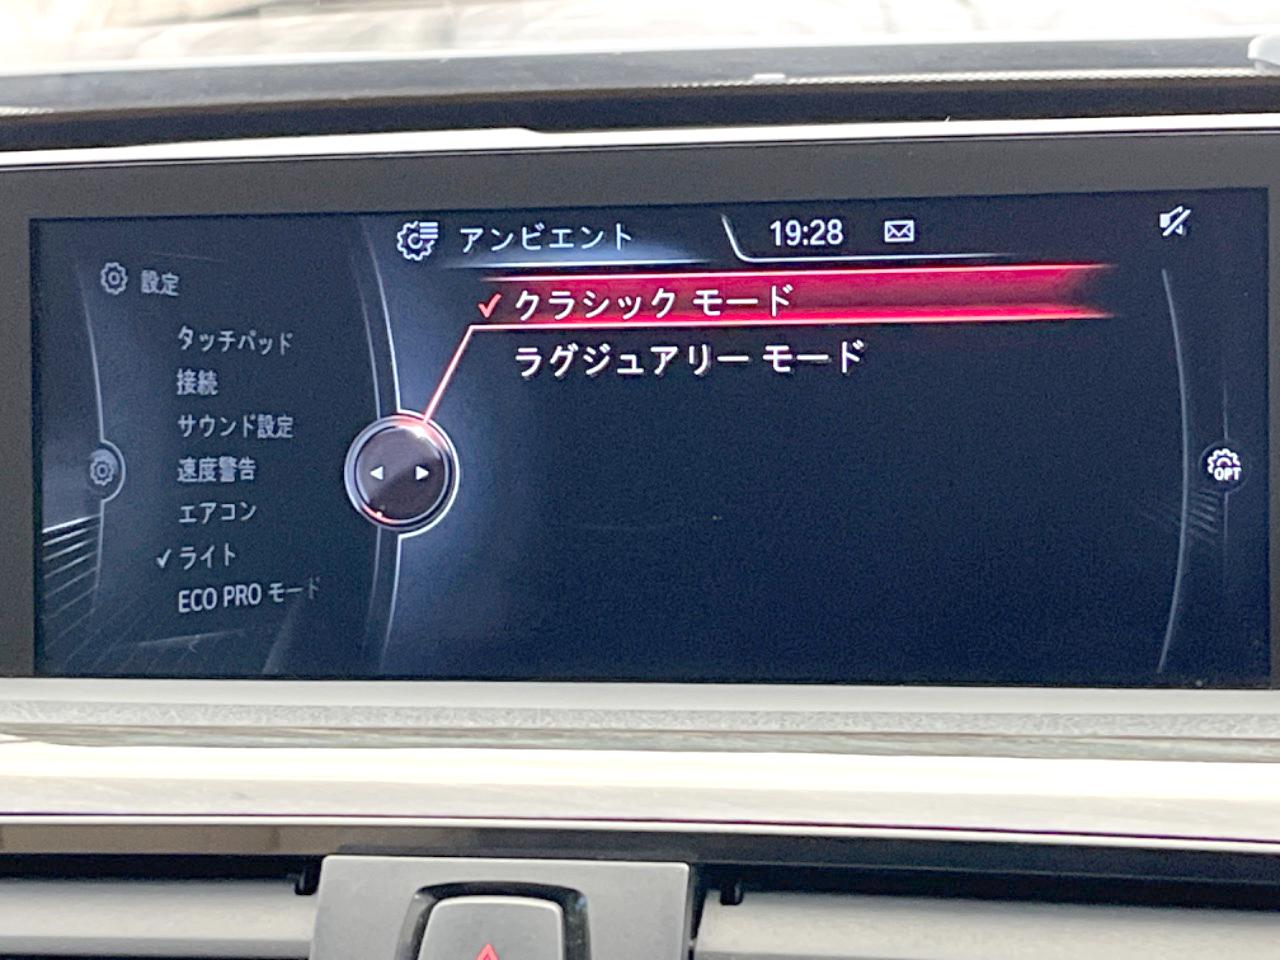 アンビエント
19:28
設定
クラシック モード
ラグジュアリー モード
タッチパッド
接続
サウンド設定
速度警告
エアコン
ライト
ECO PRO モード
OPT